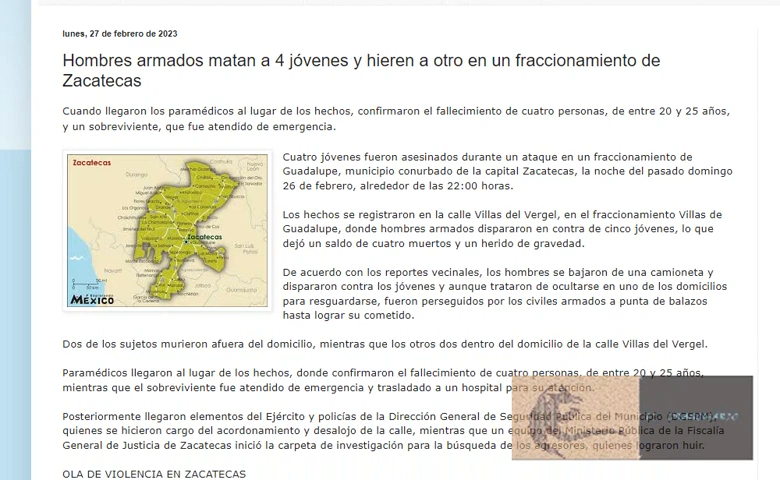 lunes, 27 de febrero de 2023
Hombres armados matan a 4 jóvenes y hieren a otro en un fraccionamiento de
Zacatecas
Cuando llegaron los paramédicos al lugar de los hechos, confirmaron el fallecimiento de cuatro personas, de entre 20 y 25 años,
y un sobreviviente, que fue atendido de emergencia.
Zacatecas
Durango
Coahuila
Nuevo León
Zacatecas
San Luis Potosí
Nayarit
Jalisco
Guanajuato
MÉXICO
Cuatro jóvenes fueron asesinados durante un ataque en un fraccionamiento de
Guadalupe, municipio conurbado de la capital Zacatecas, la noche del pasado domingo
26 de febrero, alrededor de las 22:00 horas.
Los hechos se registraron en la calle Villas del Vergel, en el fraccionamiento Villas de
Guadalupe, donde hombres armados dispararon en contra de cinco jóvenes, lo que
dejó un saldo de cuatro muertos y un herido de gravedad.
De acuerdo con los reportes vecinales, los hombres se bajaron de una camioneta y
dispararon contra los jóvenes y aunque trataron de ocultarse en uno de los domicilios
para resguardarse, fueron perseguidos por los civiles armados a punta de balazos
hasta lograr su cometido.
Dos de los sujetos murieron afuera del domicilio, mientras que los otros dos dentro del domicilio de la calle Villas del Vergel.
Paramédicos llegaron al lugar de los hechos, donde confirmaron el fallecimiento de cuatro personas, de entre 20 y 25 años,
mientras que el sobreviviente fue atendido de emergencia y trasladado a un hospital para su atención.
Posteriormente llegaron elementos del Ejército y policías de la Dirección General de Seguridad Pública del Municipio (DGSPM)
quienes se hicieron cargo del acordonamiento y desalojo de la calle, mientras que un equipo del Ministerio Pública de la Fiscalía
General de Justicia de Zacatecas inició la carpeta de investigación para la búsqueda de los agresores, quienes lograron huir.
OLA DE VIOLENCIA EN ZACATECAS